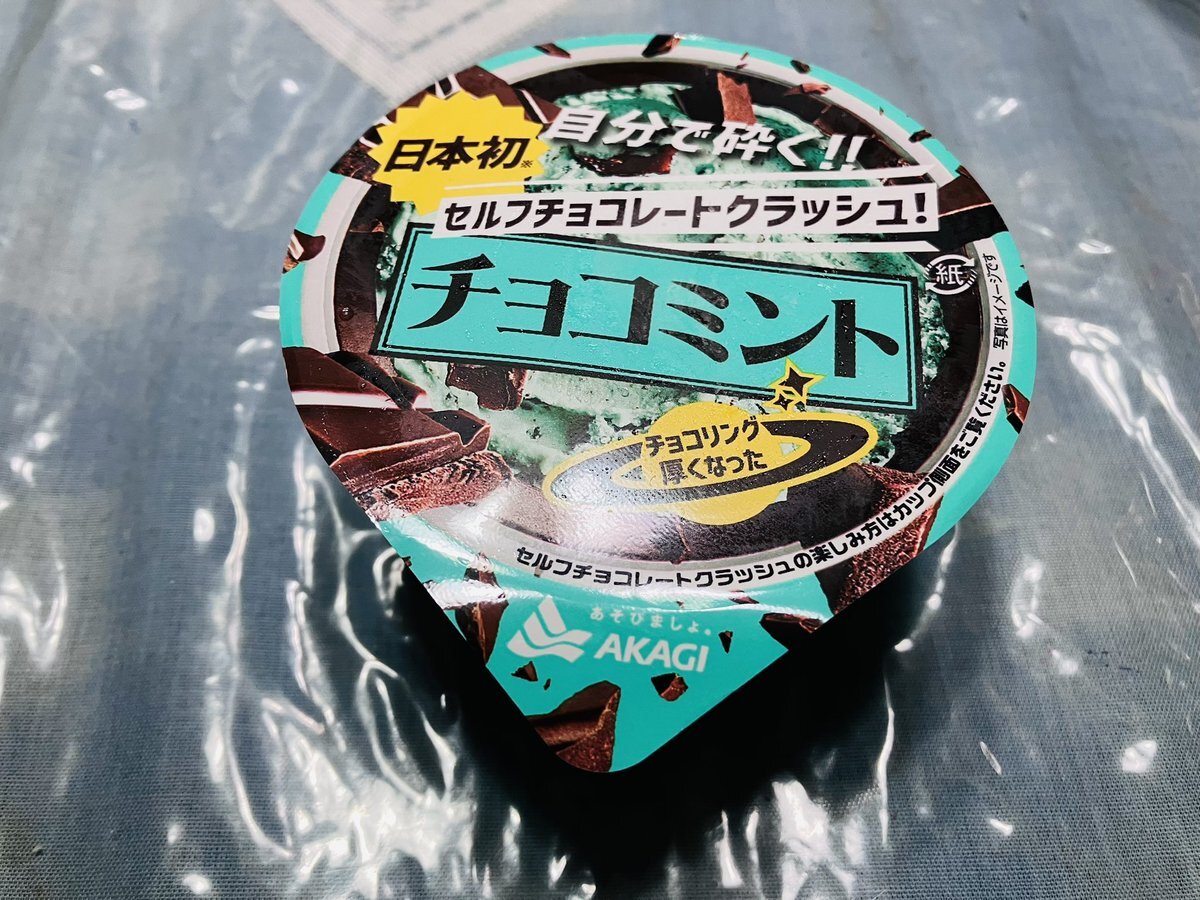 日本初※
自分で砕く!!
セルフチョコレートクラッシュ!
チョコミント
紙
チョコリング
厚くなった
セルフチョコレートクラッシュの楽しみ方はカップ側面をご覧ください。
写真はイメージです
あそびましょ。
AKAGI